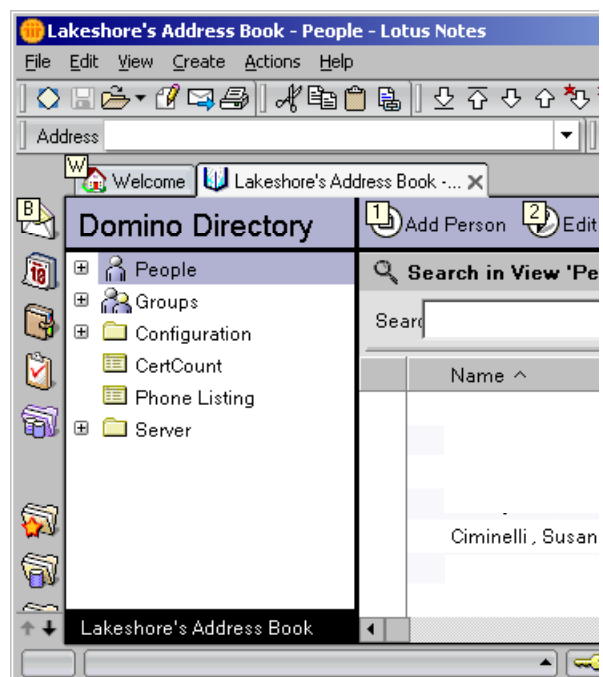 Lakeshore's Address Book - People - Lotus Notes
File Edit View Create Actions Help
Address
W
Welcome Lakeshore's Address Book -...
B
Domino Directory
1 Add Person 2 Edit
People
Search in View 'Pe
Groups
Sear
Configuration
CertCount
Name
Phone Listing
Server
Ciminelli , Susan
Lakeshore's Address Book